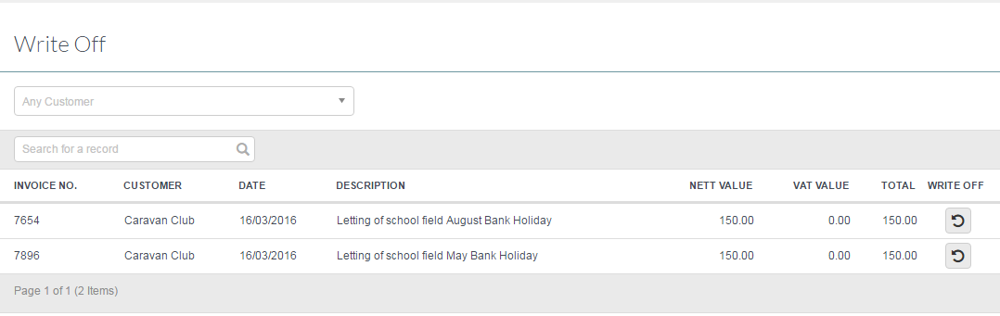 Write Off
Any Customer
Search for a record
INVOICE NO. CUSTOMER DATE DESCRIPTION NETT VALUE VAT VALUE TOTAL WRITE OFF
7654 Caravan Club 16/03/2016 Letting of school field August Bank Holiday 150.00 0.00 150.00
7896 Caravan Club 16/03/2016 Letting of school field May Bank Holiday 150.00 0.00 150.00
Page 1 of 1 (2 Items)